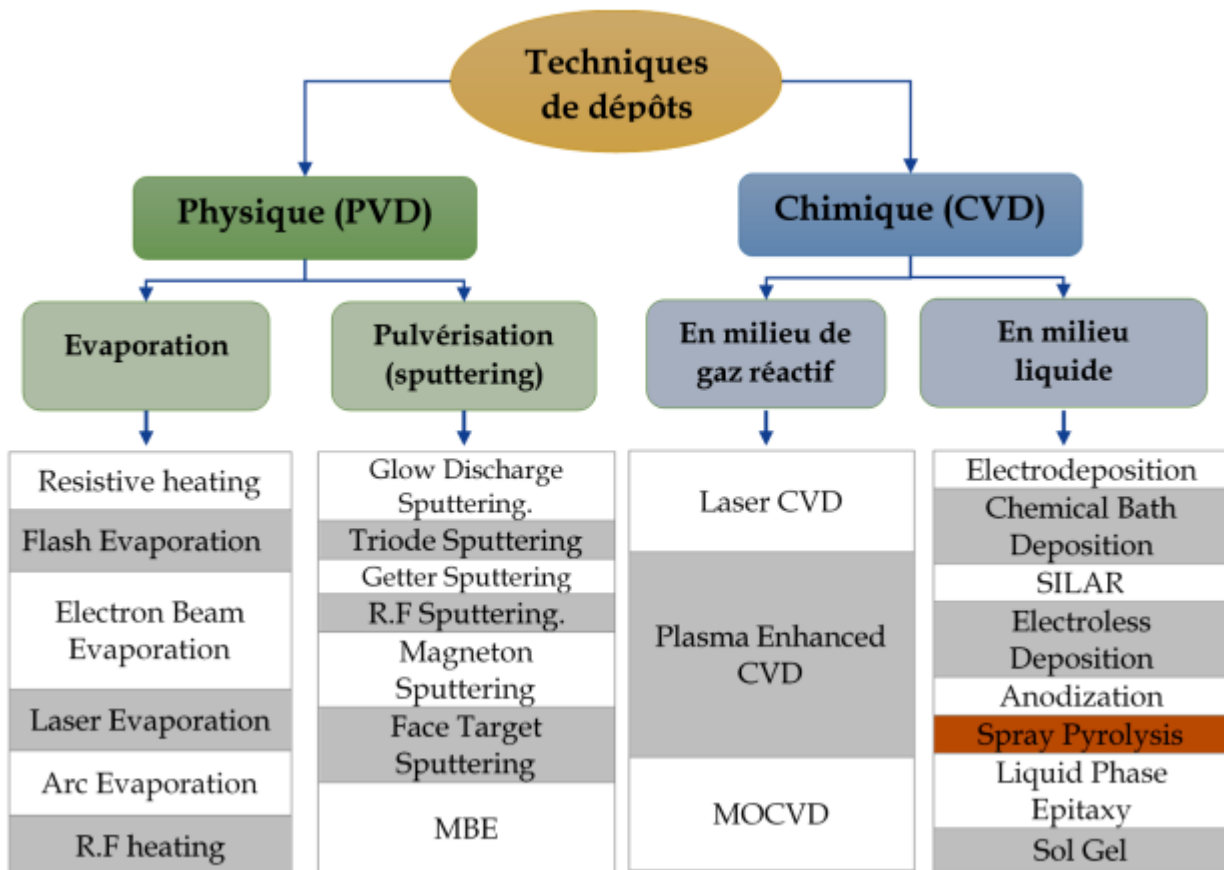 Techniques
de dépôts
Physique (PVD)
Chimique (CVD)
Evaporation
Pulvérisation
(sputtering)
En milieu de
gaz réactif
En milieu
liquide
Resistive heating
Flash Evaporation
Electron Beam
Evaporation
Laser Evaporation
Arc Evaporation
R.F heating
Glow Discharge
Sputtering.
Triode Sputtering
Getter Sputtering
R.F Sputtering.
Magneton
Sputtering
Face Target
Sputtering
MBE
Laser CVD
Plasma Enhanced
CVD
MOCVD
Electrodeposition
Chemical Bath
Deposition
SILAR
Electroless
Deposition
Anodization
Spray Pyrolysis
Liquid Phase
Epitaxy
Sol Gel